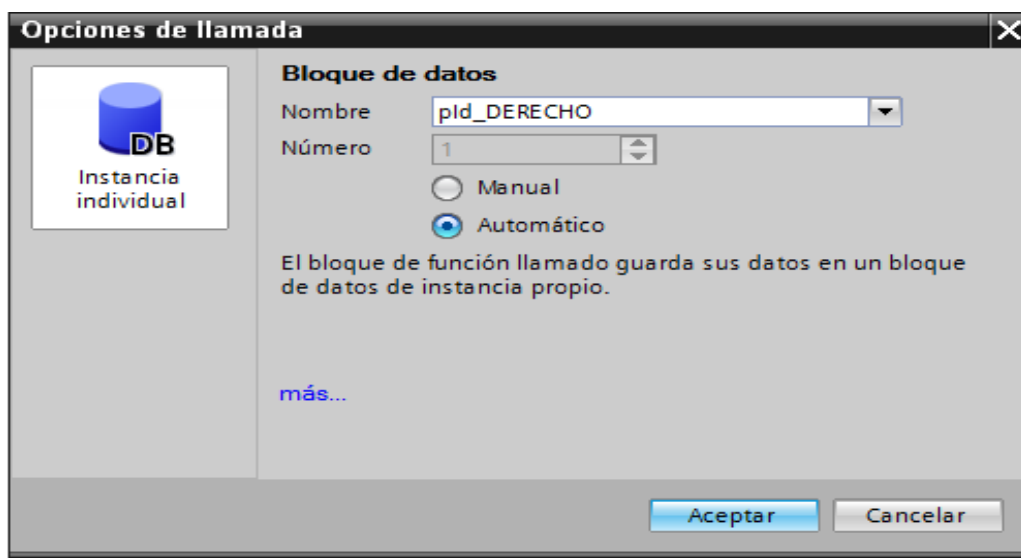 Opciones de llamada
DB
Instancia
individual
Bloque de datos
Nombre
pId_DERECHO
Número
1
Manual
Automático
El bloque de función llamado guarda sus datos en un bloque
de datos de instancia propio.
más...
Aceptar
Cancelar